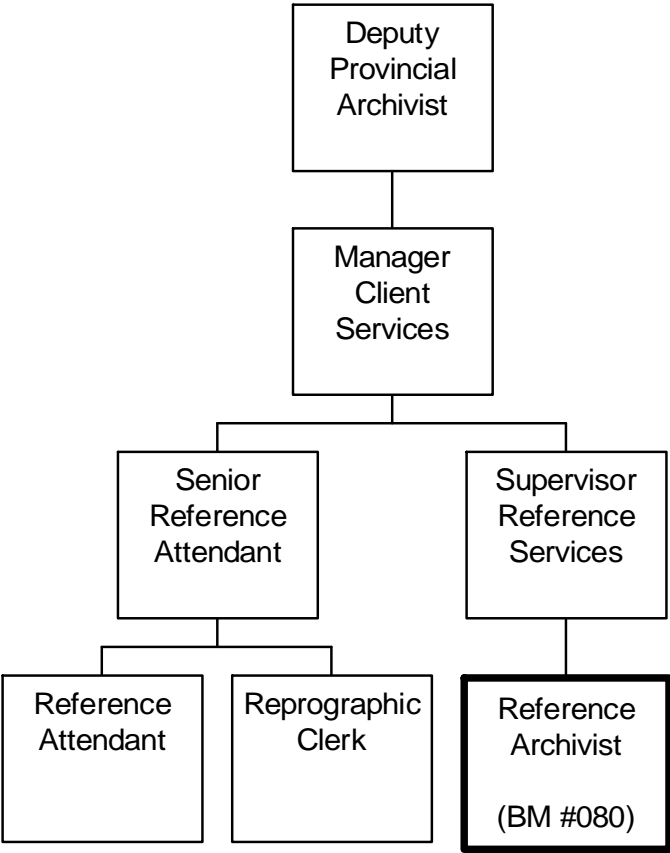 Deputy
Provincial
Archivist
Manager
Client
Services
Senior
Reference
Attendant
Supervisor
Reference
Services
Reference
Attendant
Reprographic
Clerk
Reference
Archivist
(BM #080)